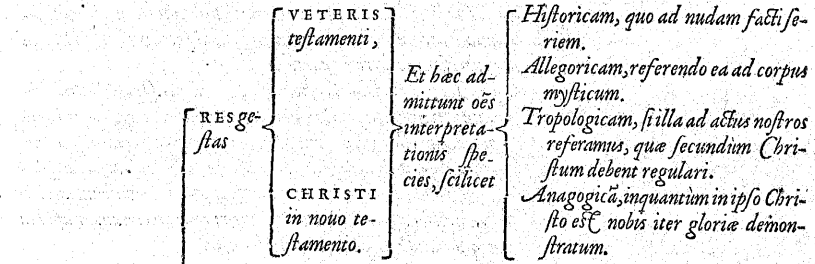 RES ge-
ſtas
VETERIS
teſtamenti,
CHRISTI
in nouo te-
ſtamento.
Et hæc ad-
mittunt oẽs
interpreta-
tionis ſpe-
cies, ſcilicet
Hiſtoricam, quo ad nudam facti ſe-
riem.
Allegoricam, referendo ea ad corpus
myſticum.
Tropologicam, ſi illa ad actus noſtros
referamus, quæ ſecundùm Chri-
ſtum debent regulari.
Anagogicã, inquantùm in ipſo Chri-
ſto eſt nobis iter gloriæ demon-
ſtratum.